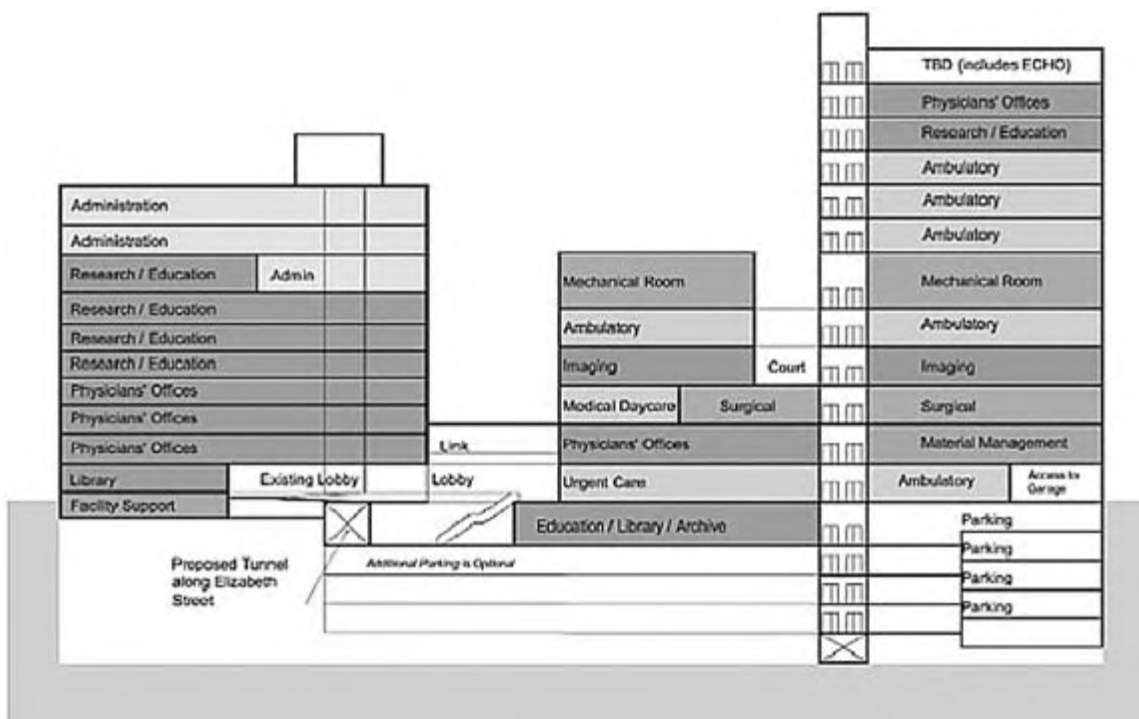 TBD (includes ECHO)
Physicians' Offices
Research / Education
Ambulatory
Ambulatory
Ambulatory
Mechanical Room
Ambulatory
Imaging
Surgical
Material Management
Ambulatory
Access to
Garage
Parking
Parking
Parking
Parking
Administration
Administration
Research / Education
Admin
Research / Education
Research / Education
Research / Education
Physicians' Offices
Physicians' Offices
Physicians' Offices
Library
Existing Lobby
Facility Support
Link
Lobby
Mechanical Room
Ambulatory
Imaging
Court
Medical Daycare
Surgical
Physicians' Offices
Urgent Care
Education / Library / Archive
Additional Parking is Optional
Proposed Tunnel
along Elizabeth
Street